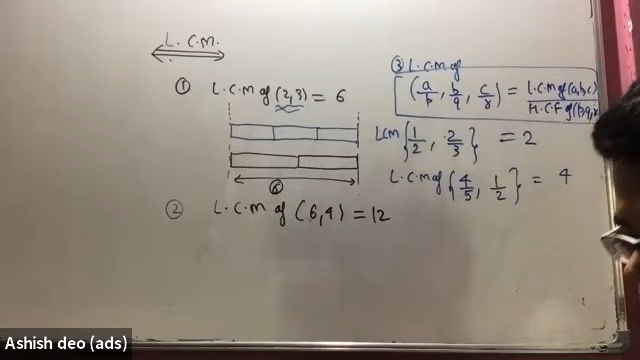 L.C.M.
① L.C.M of (2,3) = 6
6
② L.C.M of (6,4) = 12
③ L.C.M of
(a/p, b/q, c/r) = L.C.M of (a,b,c) / H.C.F of (p,q,r
LCM {1/2, 2/3} = 2
L.C.M of {4/5, 1/2} = 4
Ashish deo (ads)